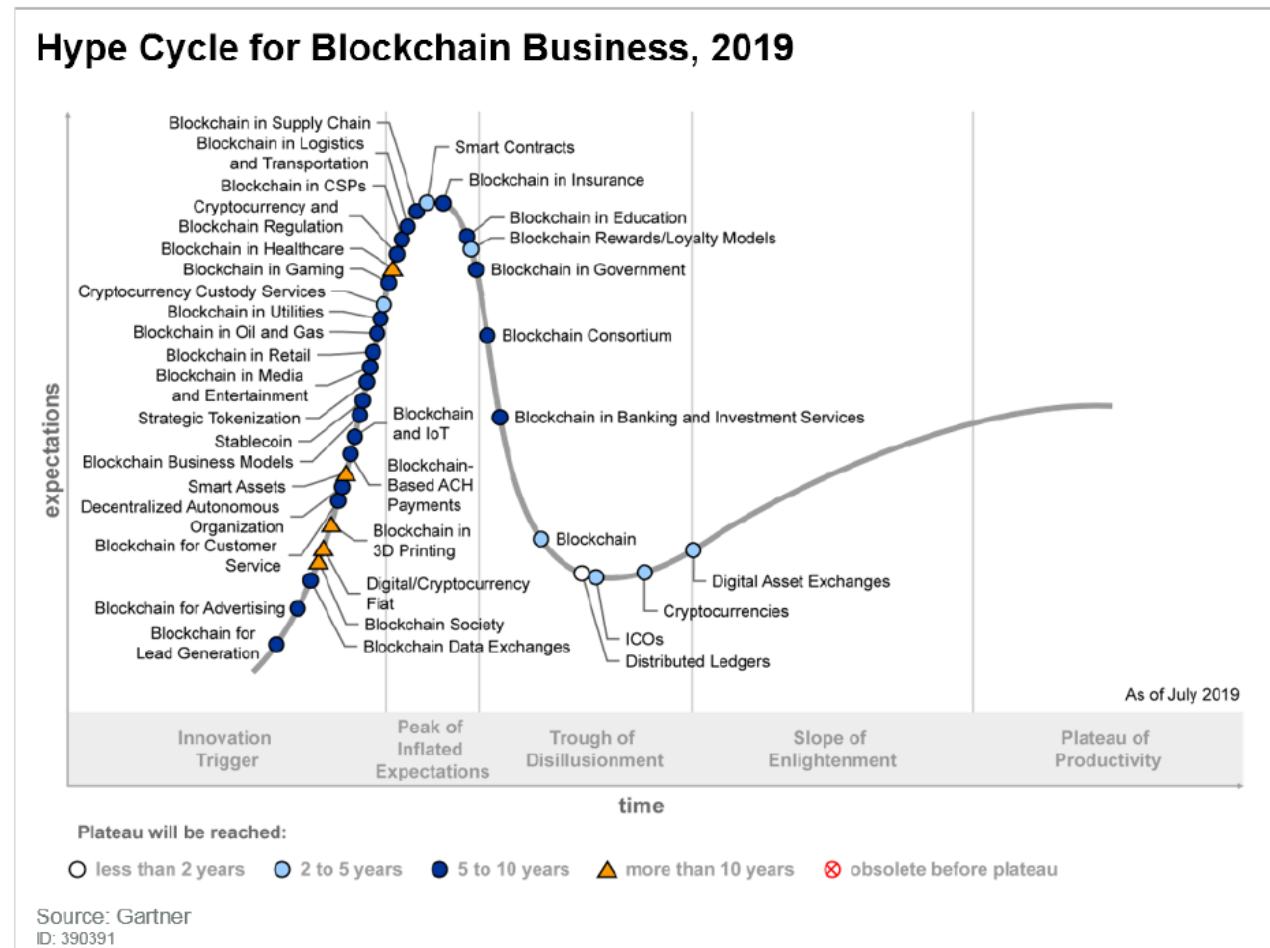 Hype Cycle for Blockchain Business, 2019
Blockchain in Supply Chain
Blockchain in Logistics
and Transportation
Blockchain in CSPs
Cryptocurrency and
Blockchain Regulation
Blockchain in Healthcare
Blockchain in Gaming
Cryptocurrency Custody Services
Blockchain in Utilities
Blockchain in Oil and Gas
Blockchain in Retail
Blockchain in Media
and Entertainment
Strategic Tokenization
Stablecoin
Blockchain Business Models
Smart Assets
Decentralized Autonomous
Organization
Blockchain for Customer
Service
Blockchain for Advertising
Blockchain for
Lead Generation
Blockchain
and IoT
Blockchain-
Based ACH
Payments
Blockchain in
3D Printing
Digital/Cryptocurrency
Fiat
Blockchain Society
Blockchain Data Exchanges
Smart Contracts
Blockchain in Insurance
Blockchain in Education
Blockchain Rewards/Loyalty Models
Blockchain in Government
Blockchain Consortium
Blockchain in Banking and Investment Services
Blockchain
Digital Asset Exchanges
Cryptocurrencies
ICOs
Distributed Ledgers
expectations
As of July 2019
Innovation
Trigger
Peak of
Inflated
Expectations
Trough of
Disillusionment
Slope of
Enlightenment
Plateau of
Productivity
time
Plateau will be reached:
less than 2 years
2 to 5 years
5 to 10 years
more than 10 years
obsolete before plateau
Source: Gartner
ID: 390391